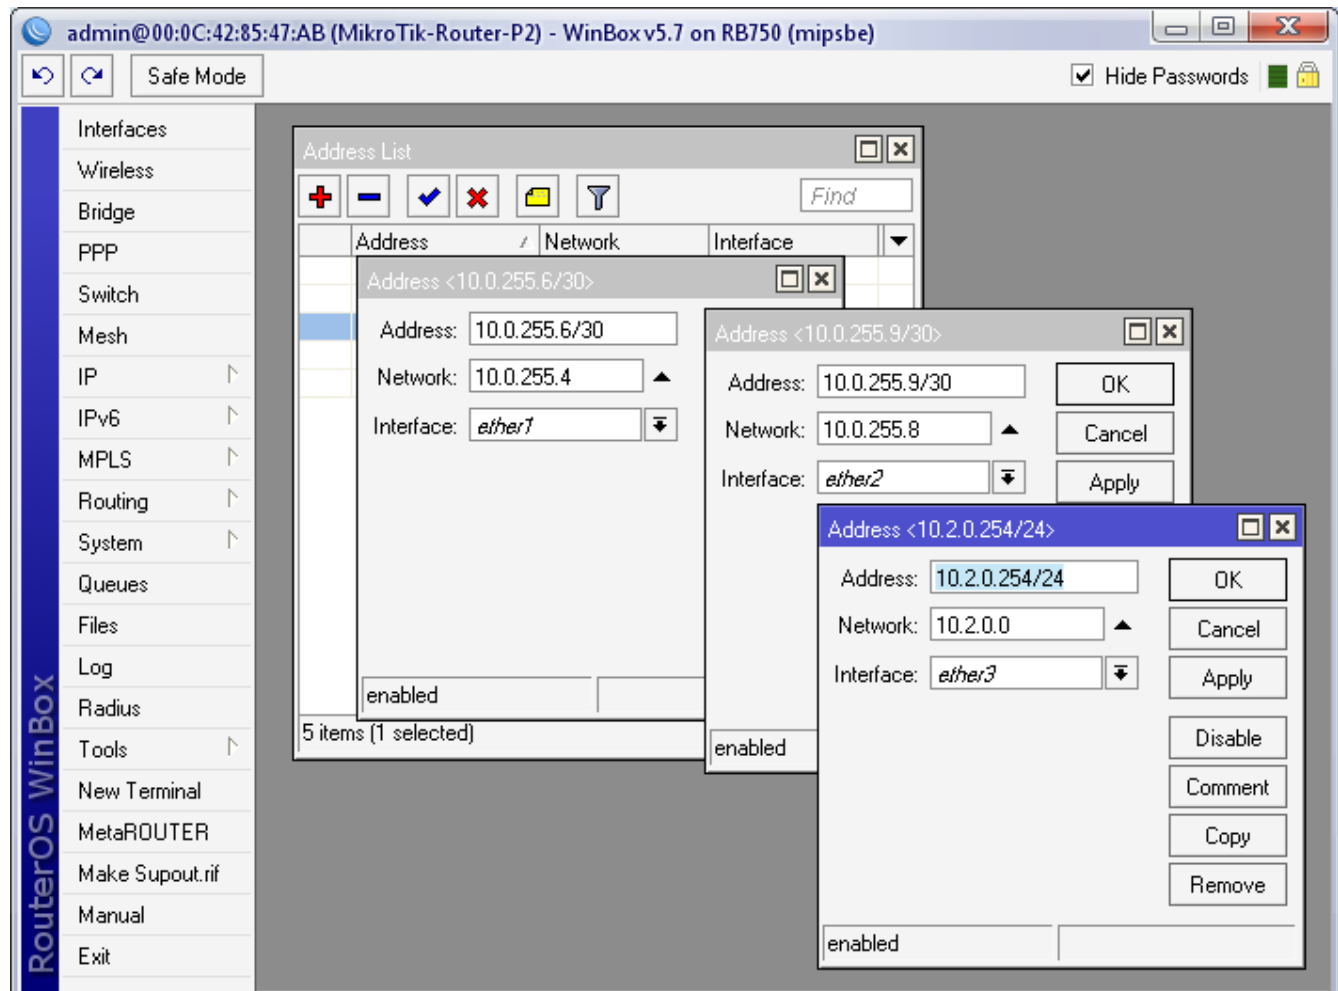 admin@00:0C:42:85:47:AB (MikroTik-Router-P2) - WinBox v5.7 on RB750 (mipsbe)
Safe Mode
Hide Passwords
RouterOS WinBox
Interfaces
Wireless
Bridge
PPP
Switch
Mesh
IP
IPv6
MPLS
Routing
System
Queues
Files
Log
Radius
Tools
New Terminal
MetaROUTER
Make Supout.rif
Manual
Exit
Address List
Find
Address Network Interface
5 items (1 selected)
Address <10.0.255.6/30>
Address: 10.0.255.6/30
Network: 10.0.255.4
Interface: ether1
enabled
Address <10.0.255.9/30>
Address: 10.0.255.9/30
Network: 10.0.255.8
Interface: ether2
OK
Cancel
Apply
enabled
Address <10.2.0.254/24>
Address: 10.2.0.254/24
Network: 10.2.0.0
Interface: ether3
OK
Cancel
Apply
Disable
Comment
Copy
Remove
enabled